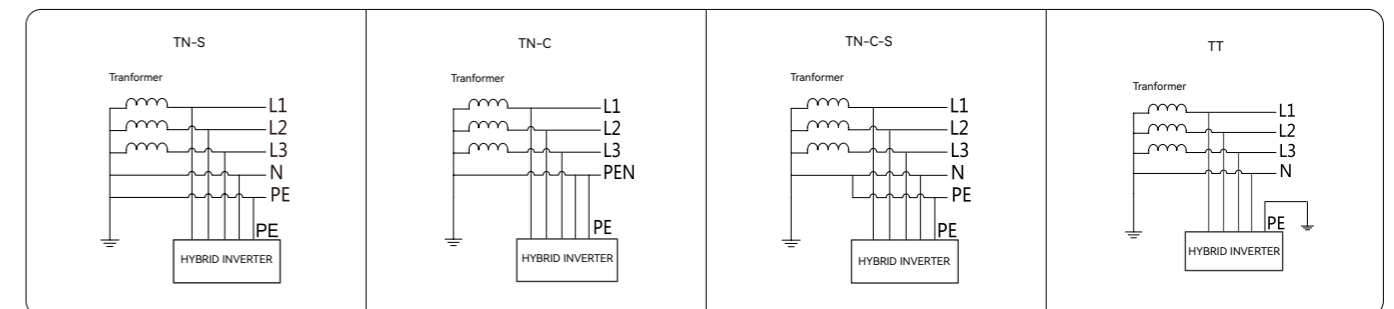 TN-S
Tranformer
L1
L2
L3
N
PE
PE
HYBRID INVERTER
TN-C
Tranformer
L1
L2
L3
PEN
PE
HYBRID INVERTER
TN-C-S
Tranformer
L1
L2
L3
N
PE
PE
HYBRID INVERTER
TT
Tranformer
L1
L2
L3
N
PE
HYBRID INVERTER